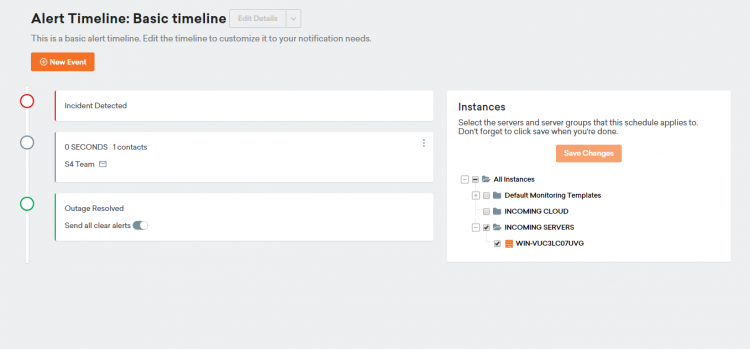 Alert Timeline: Basic timeline
Edit Details
This is a basic alert timeline. Edit the timeline to customize it to your notification needs.
New Event
Incident Detected
0 SECONDS 1 contacts
S4 Team
Outage Resolved
Send all clear alerts
Instances
Select the servers and server groups that this schedule applies to.
Don't forget to click save when you're done.
Save Changes
All Instances
Default Monitoring Templates
INCOMING CLOUD
INCOMING SERVERS
WIN-VUC3LC07UVG